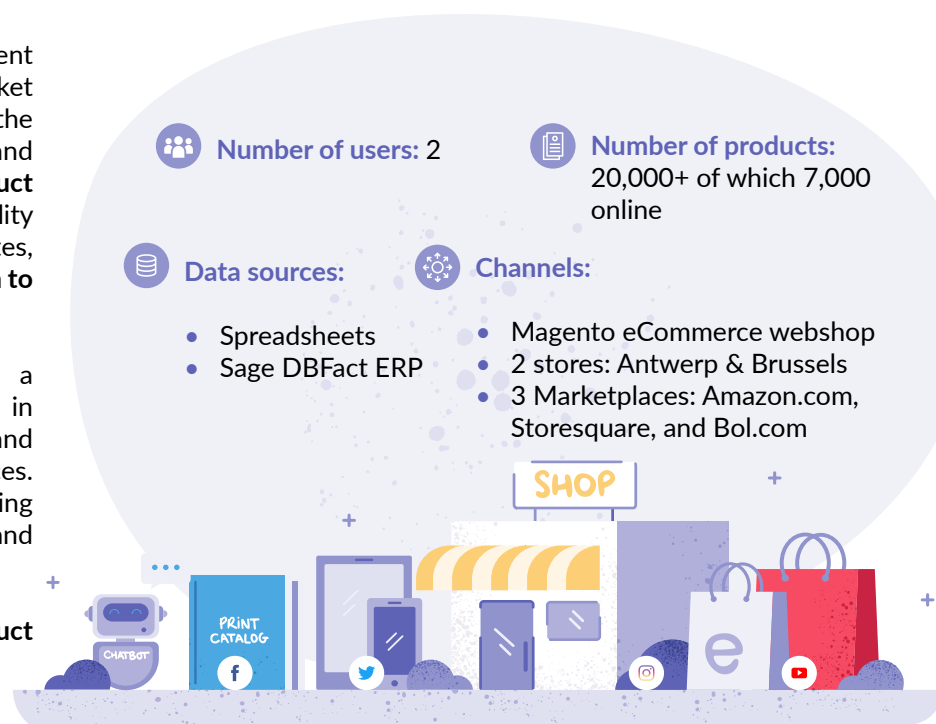 ent
ket
the
and
uct
lity
es,
to
a
in
and
es.
ing
and
uct
Number of users: 2
Number of products:
20,000+ of which 7,000
online
Data sources:
• Spreadsheets
• Sage DBFact ERP
Channels:
• Magento eCommerce webshop
• 2 stores: Antwerp & Brussels
• 3 Marketplaces: Amazon.com,
Storesquare, and Bol.com
SHOP
PRINT
CATALOG
CHATBOT
f
e